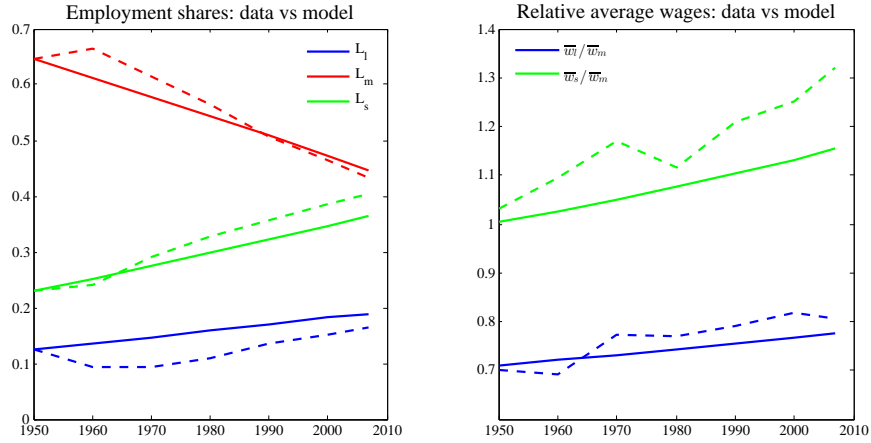 Employment shares: data vs model
0.7
0.6
0.5
0.4
0.3
0.2
0.1
0
1950 1960 1970 1980 1990 2000 2010
L_l
L_m
L_s
Relative average wages: data vs model
1.4
1.3
1.2
1.1
1
0.9
0.8
0.7
1950 1960 1970 1980 1990 2000 2010
w̅_l/w̅_m
w̅_s/w̅_m